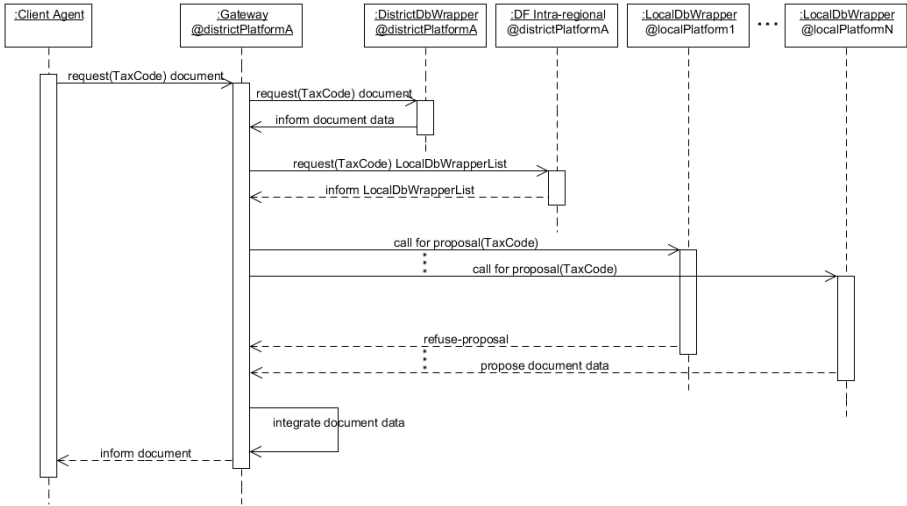 :Client Agent
:Gateway
@districtPlatformA
:DistrictDbWrapper
@districtPlatformA
:DF Intra-regional
@districtPlatformA
:LocalDbWrapper
@localPlatform1
...
:LocalDbWrapper
@localPlatformN
request(TaxCode) document
request(TaxCode) document
inform document data
request(TaxCode) LocalDbWrapperList
inform LocalDbWrapperList
call for proposal(TaxCode)
call for proposal(TaxCode)
refuse-proposal
propose document data
integrate document data
inform document